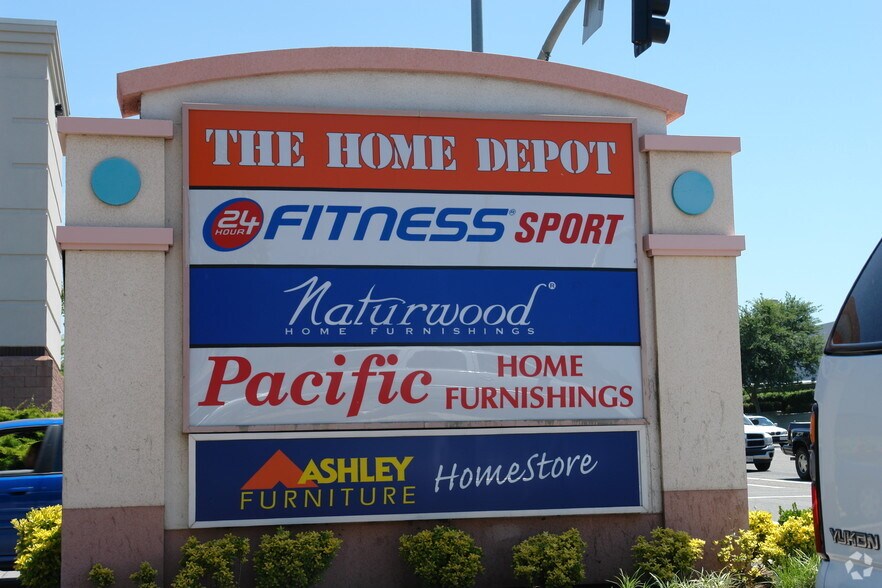 THE HOME DEPOT
24 HOUR FITNESS® SPORT
Naturwood®
HOME FURNISHINGS
Pacific HOME FURNISHINGS
ASHLEY FURNITURE HomeStore
YUKON